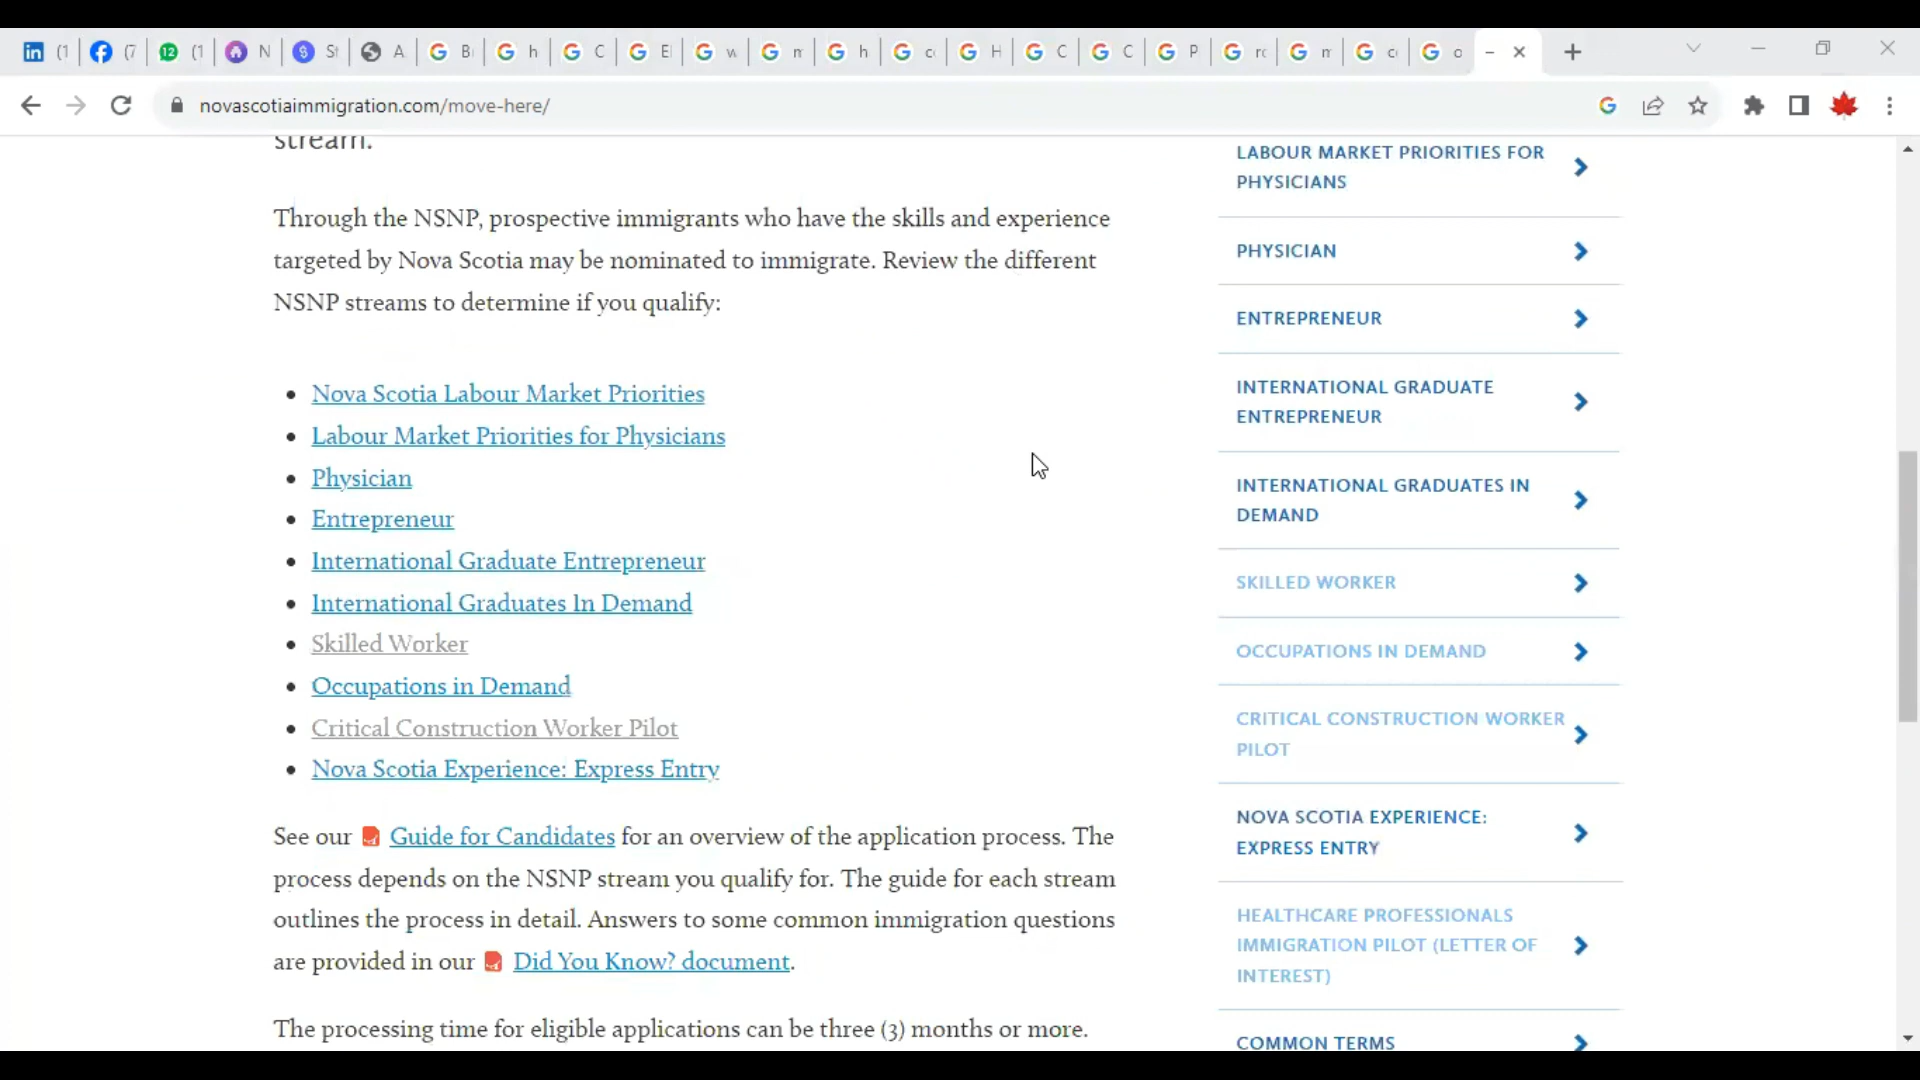 (1
(7
12
(1
N
St
A
B
h
C
El
w
m
h
c
H
C
C
P
rc
m
c
o
novascotiaimmigration.com/move-here/
stream.
Through the NSNP, prospective immigrants who have the skills and experience
targeted by Nova Scotia may be nominated to immigrate. Review the different
NSNP streams to determine if you qualify:
Nova Scotia Labour Market Priorities
Labour Market Priorities for Physicians
Physician
Entrepreneur
International Graduate Entrepreneur
International Graduates In Demand
Skilled Worker
Occupations in Demand
Critical Construction Worker Pilot
Nova Scotia Experience: Express Entry
See our Guide for Candidates for an overview of the application process. The
process depends on the NSNP stream you qualify for. The guide for each stream
outlines the process in detail. Answers to some common immigration questions
are provided in our Did You Know? document.
The processing time for eligible applications can be three (3) months or more.
LABOUR MARKET PRIORITIES FOR
PHYSICIANS
PHYSICIAN
ENTREPRENEUR
INTERNATIONAL GRADUATE
ENTREPRENEUR
INTERNATIONAL GRADUATES IN
DEMAND
SKILLED WORKER
OCCUPATIONS IN DEMAND
CRITICAL CONSTRUCTION WORKER
PILOT
NOVA SCOTIA EXPERIENCE:
EXPRESS ENTRY
HEALTHCARE PROFESSIONALS
IMMIGRATION PILOT (LETTER OF
INTEREST)
COMMON TERMS